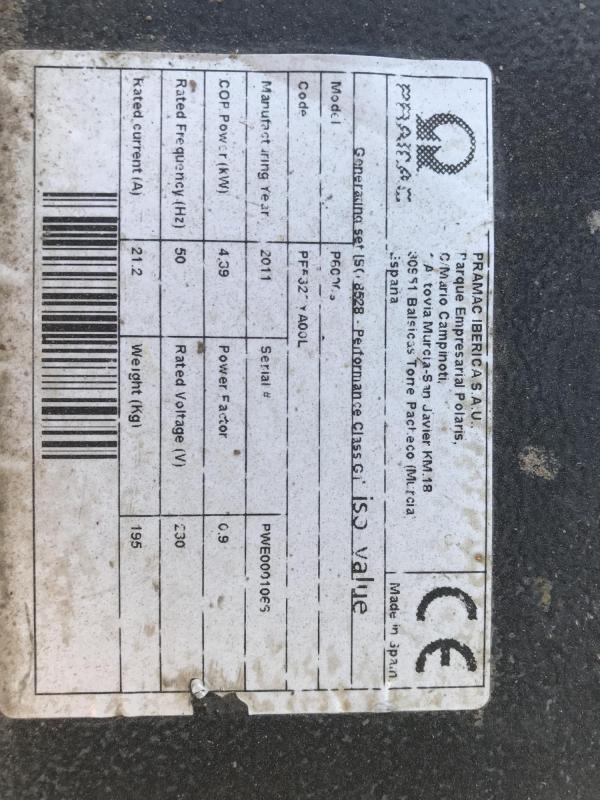 PRAMAC
PRAMAC IBERICA S.A.U.
Parque Empresarial Polaris,
C/Mario Campinoti,
Autovia Murcia-San Javier KM.18
30591 Balsicas Torre Pacheco (Murcia)
España
CE
Made in Spain
Generating set ISO 8528 - Performance Class G1 iso value
Model
Code
Manufacturing Year 2011 Serial #
COP Power (kW) 4.39 Power Factor 0.9
Rated Frequency (Hz) 50 Rated Voltage (V) 230
Rated current (A) 21.2 Weight (Kg) 195